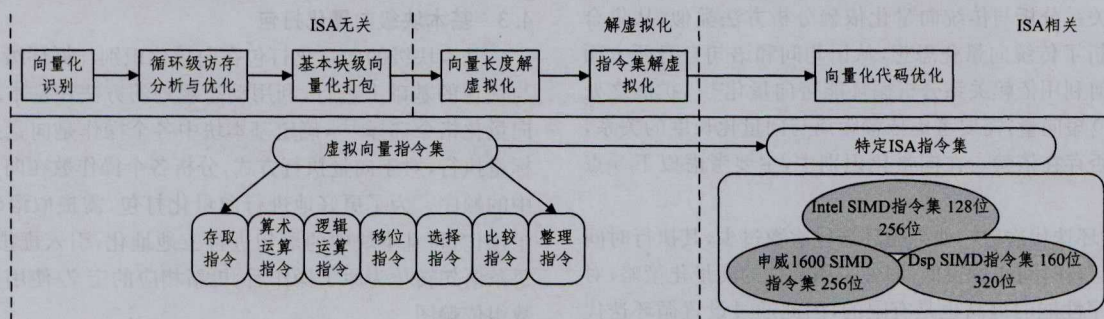 ISA无关
解虚拟化
ISA相关
向量化
识别
循环级访存
分析与优化
基本块级向
量化打包
向量长度解
虚拟化
指令集解虚
拟化
向量化代码优化
虚拟向量指令集
特定ISA指令集
存取
指令
算术
运算
指令
逻辑
运算
指令
移位
指令
选择
指令
比较
指令
整理
指令
Intel SIMD指令集 128位
256位
申威1600 SIMD
指令集 256位
Dsp SIMD指令集 160位
320位